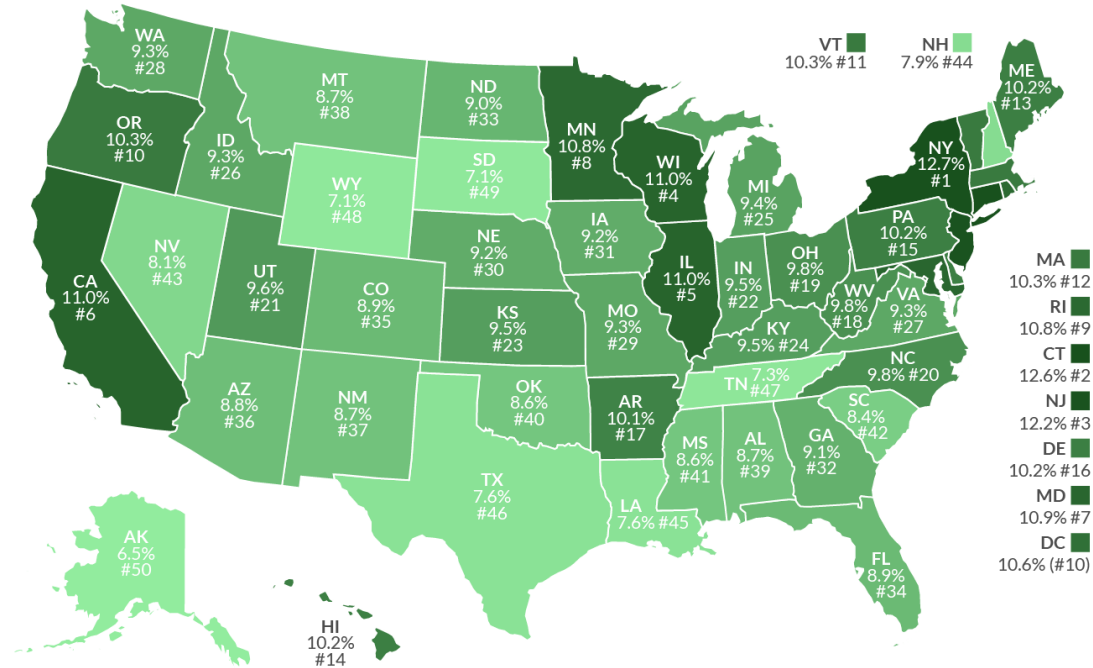 WA
9.3%
#28
VT
10.3% #11
NH
7.9% #44
MT
8.7%
#38
ND
9.0%
#33
ME
10.2%
#13
OR
10.3%
#10
ID
9.3%
#26
MN
10.8%
#8
WI
11.0%
#4
NY
12.7%
#1
SD
7.1%
#49
WY
7.1%
#48
MI
9.4%
#25
IA
9.2%
#31
PA
10.2%
#15
NV
8.1%
#43
NE
9.2%
#30
CA
11.0%
#6
UT
9.6%
#21
CO
8.9%
#35
IL
11.0%
#5
IN
9.5%
#22
OH
9.8%
#19
WV
9.8%
#18
VA
9.3%
#27
KS
9.5%
#23
MO
9.3%
#29
KY
9.5% #24
NC
9.8% #20
MA
10.3% #12
RI
10.8% #9
CT
12.6% #2
NJ
12.2% #3
DE
10.2% #16
MD
10.9% #7
DC
10.6% (#10)
AZ
8.8%
#36
NM
8.7%
#37
OK
8.6%
#40
AR
10.1%
#17
TN 7.3%
#47
SC
8.4%
#42
MS
8.6%
#41
AL
8.7%
#39
GA
9.1%
#32
TX
7.6%
#46
LA
7.6% #45
FL
8.9%
#34
AK
6.5%
#50
HI
10.2%
#14